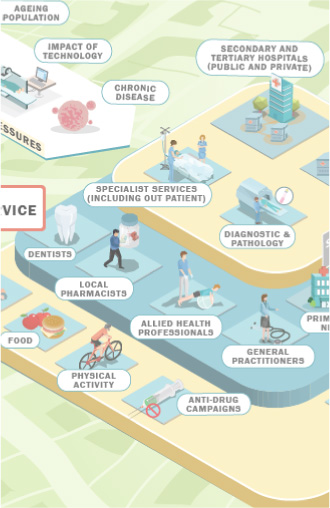 AGEING
POPULATION
IMPACT OF
TECHNOLOGY
SECONDARY AND
TERTIARY HOSPITALS
(PUBLIC AND PRIVATE)
CHRONIC
DISEASE
ESSURES
SPECIALIST SERVICES
(INCLUDING OUT PATIENT)
VICE
DIAGNOSTIC &
PATHOLOGY
DENTISTS
LOCAL
PHARMACISTS
ALLIED HEALTH
PROFESSIONALS
PRIM
NE
GENERAL
PRACTITIONERS
FOOD
PHYSICAL
ACTIVITY
ANTI-DRUG
CAMPAIGNS